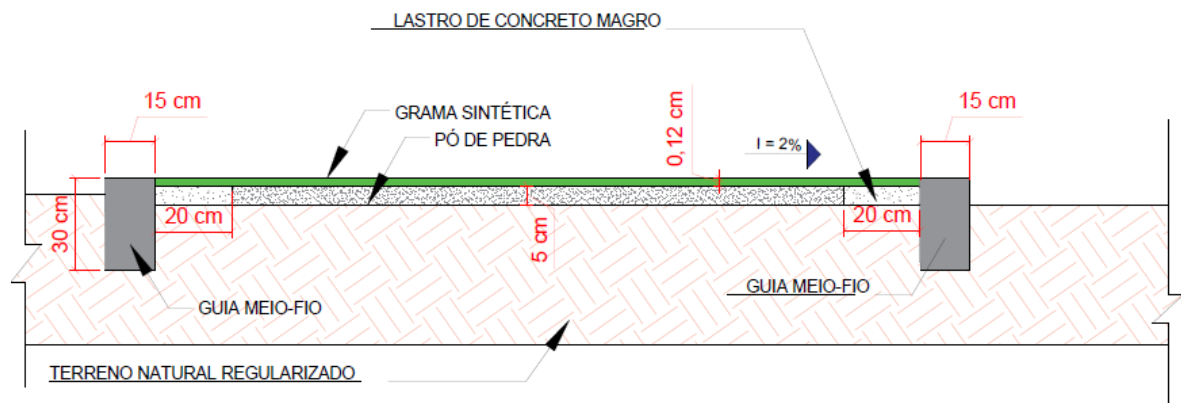 LASTRO DE CONCRETO MAGRO
15 cm
15 cm
GRAMA SINTÉTICA
PÓ DE PEDRA
0,12 cm
I = 2%
30 cm
20 cm
5 cm
20 cm
GUIA MEIO-FIO
GUIA MEIO-FIO
TERRENO NATURAL REGULARIZADO